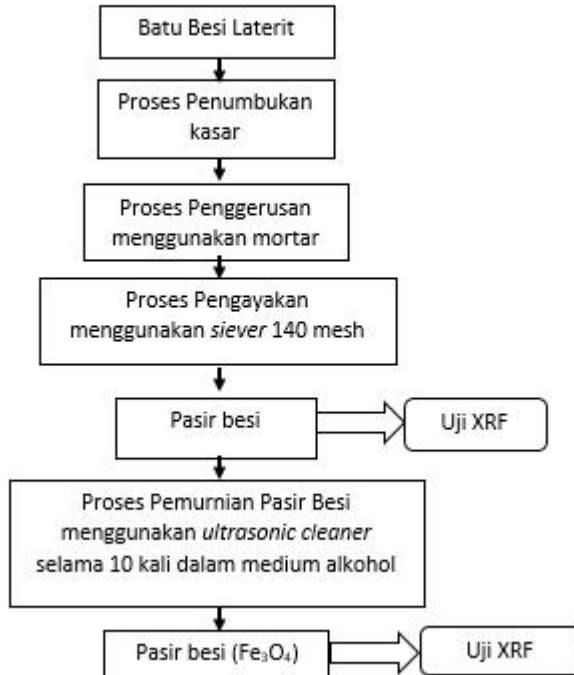 Batu Besi Laterit
Proses Penumbukan
kasar
Proses Penggerusan
menggunakan mortar
Proses Pengayakan
menggunakan siever 140 mesh
Pasir besi
Uji XRF
Proses Pemurnian Pasir Besi
menggunakan ultrasonic cleaner
selama 10 kali dalam medium alkohol
Pasir besi (Fe₃O₄)
Uji XRF